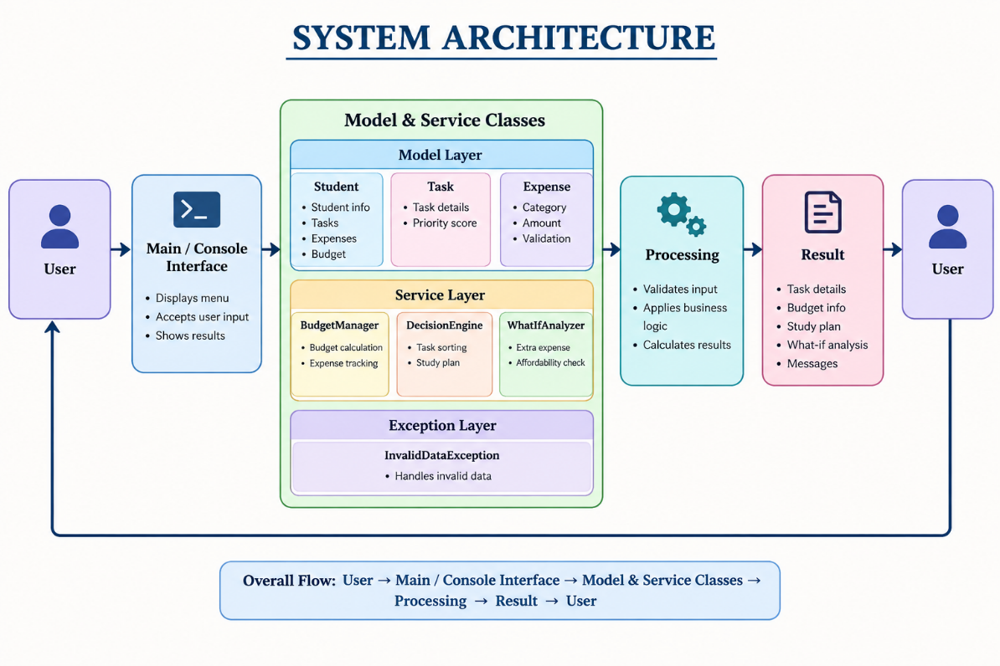 SYSTEM ARCHITECTURE
User
Main / Console
Interface
• Displays menu
• Accepts user input
• Shows results
Model & Service Classes
Model Layer
Student
• Student info
• Tasks
• Expenses
• Budget
Task
• Task details
• Priority score
Expense
• Category
• Amount
• Validation
Service Layer
BudgetManager
• Budget calculation
• Expense tracking
DecisionEngine
• Task sorting
• Study plan
WhatIfAnalyzer
• Extra expense
• Affordability check
Exception Layer
InvalidDataException
• Handles invalid data
Processing
• Validates input
• Applies business
logic
• Calculates results
Result
• Task details
• Budget info
• Study plan
• What-if analysis
• Messages
User
Overall Flow: User → Main / Console Interface → Model & Service Classes →
Processing → Result → User